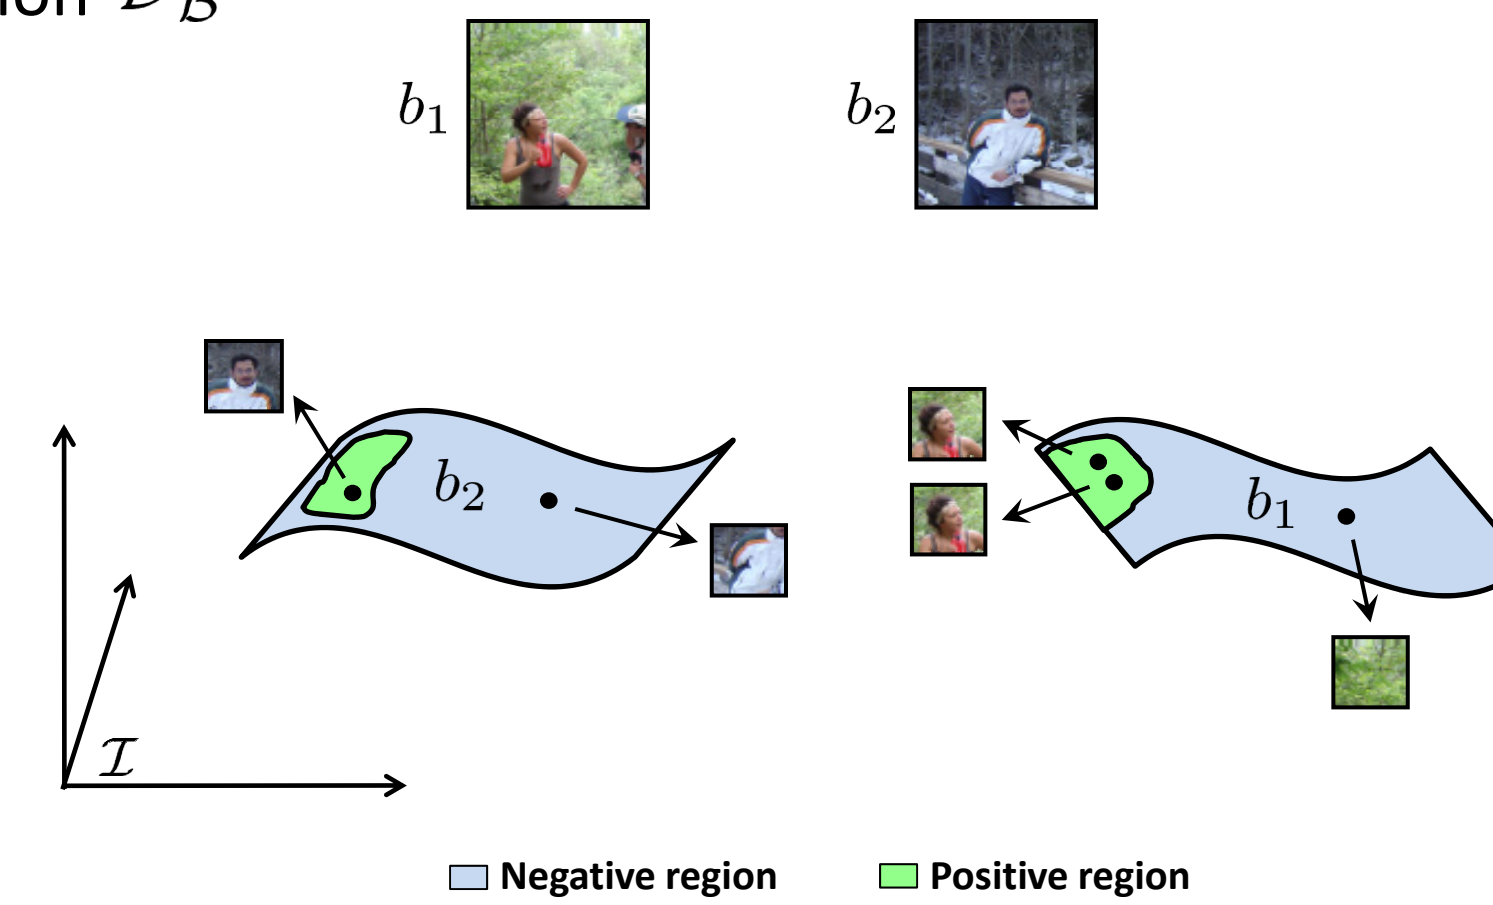 b₁
b₂
b₂
b₁
ℐ
Negative region
Positive region